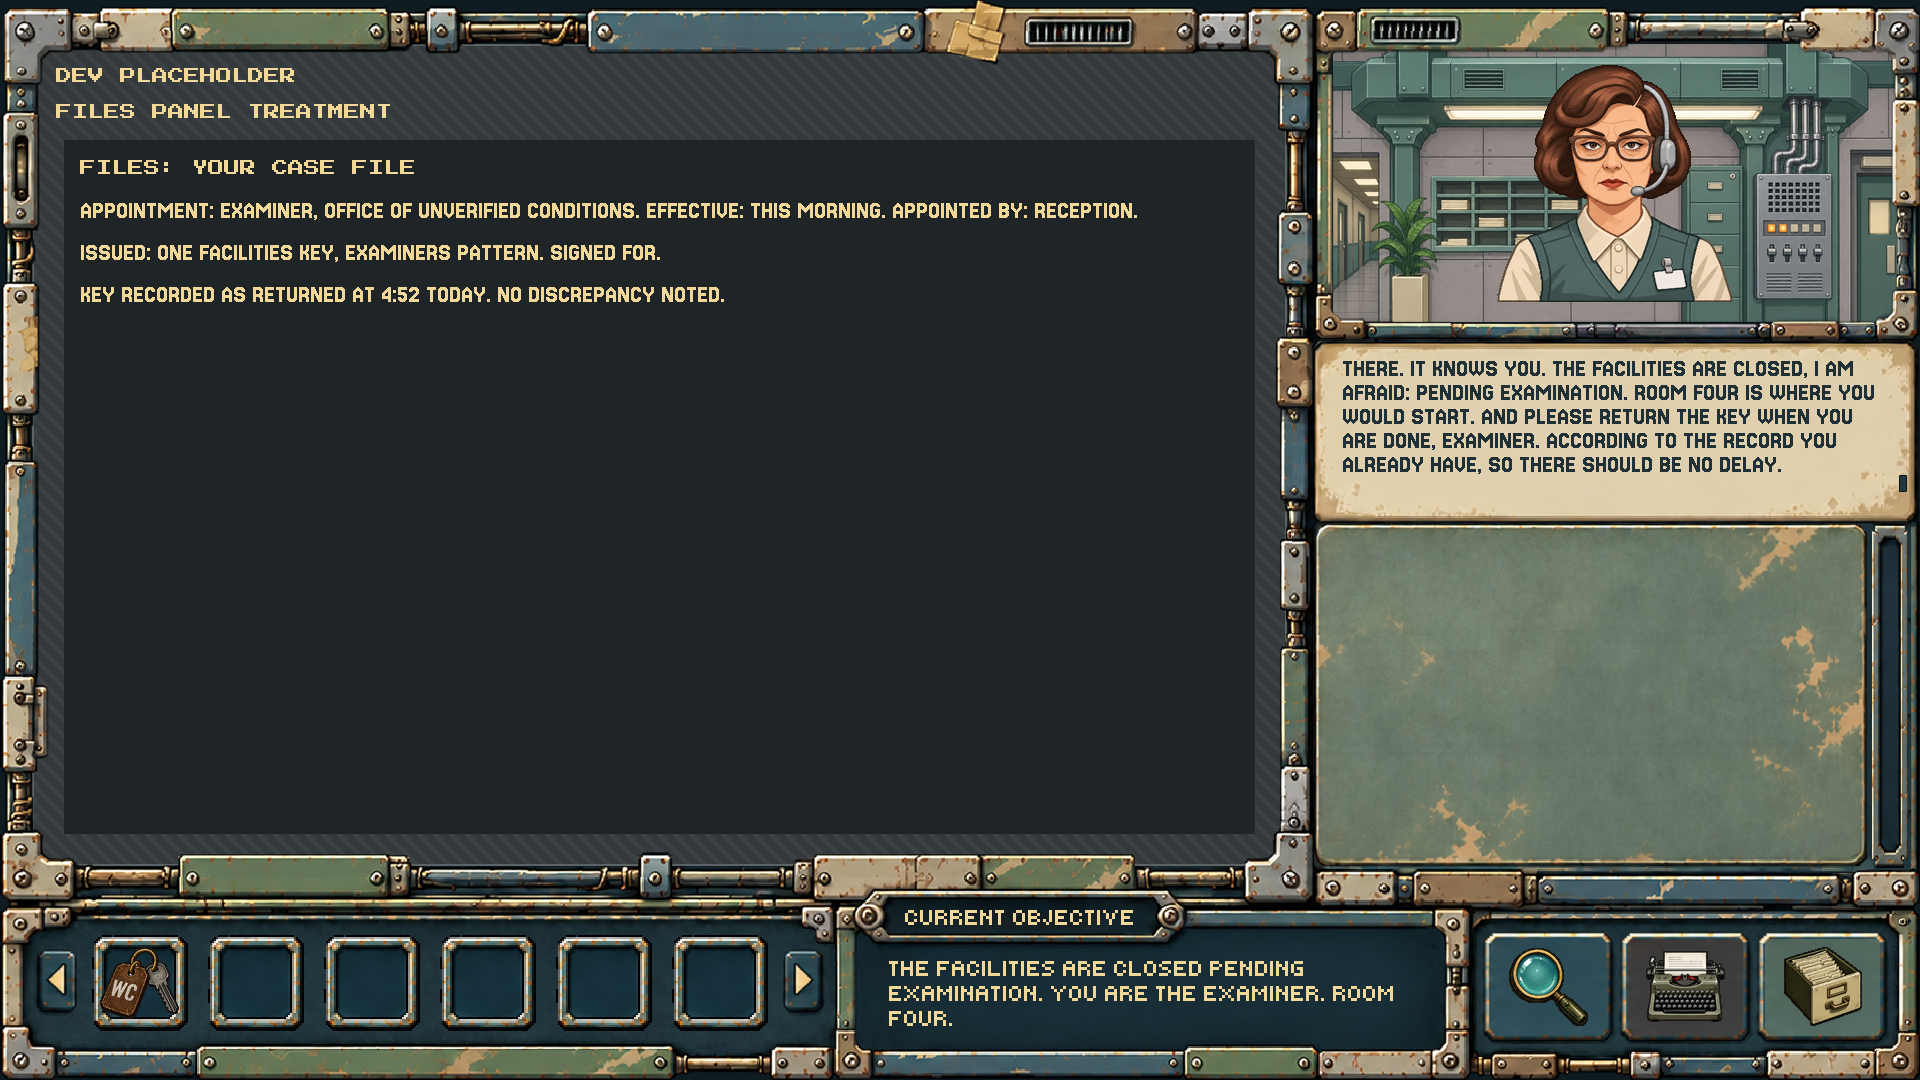 DEV PLACEHOLDER
FILES PANEL TREATMENT
FILES: YOUR CASE FILE
APPOINTMENT: EXAMINER, OFFICE OF UNVERIFIED CONDITIONS. EFFECTIVE: THIS MORNING. APPOINTED BY: RECEPTION.
ISSUED: ONE FACILITIES KEY, EXAMINERS PATTERN. SIGNED FOR.
KEY RECORDED AS RETURNED AT 4:52 TODAY. NO DISCREPANCY NOTED.
THERE. IT KNOWS YOU. THE FACILITIES ARE CLOSED, I AM
AFRAID: PENDING EXAMINATION. ROOM FOUR IS WHERE YOU
WOULD START. AND PLEASE RETURN THE KEY WHEN YOU
ARE DONE, EXAMINER. ACCORDING TO THE RECORD YOU
ALREADY HAVE, SO THERE SHOULD BE NO DELAY.
WC
CURRENT OBJECTIVE
THE FACILITIES ARE CLOSED PENDING
EXAMINATION. YOU ARE THE EXAMINER. ROOM
FOUR.